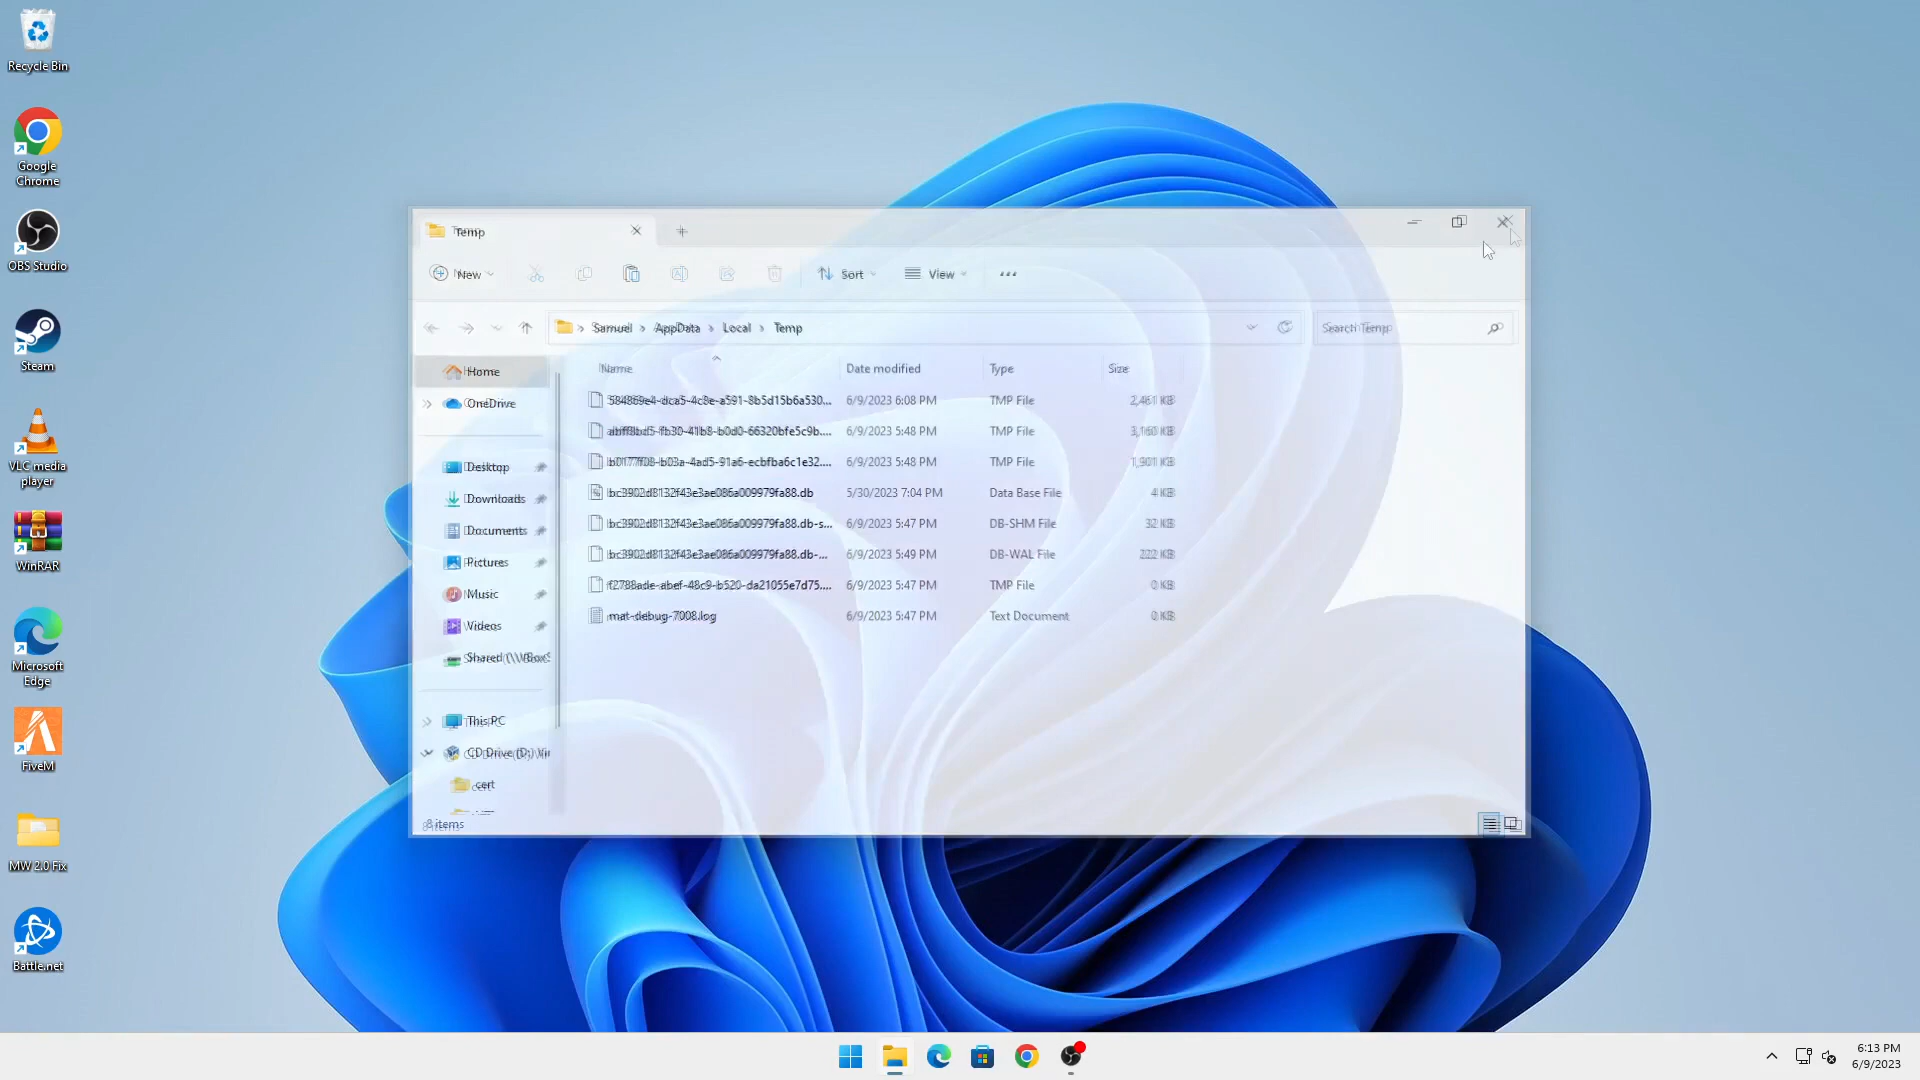 Recycle Bin
Google
Chrome
OBS Studio
Steam
VLC media
player
WinRAR
Microsoft
Edge
FiveM
MW 2.0 Fix
Battle.net
Temp
New
Sort
View
Samuel > AppData > Local > Temp
Search Temp
Home
OneDrive
Desktop
Downloads
Documents
Pictures
Music
Videos
This PC
CD Drive (D:) Vir
cert
Name Date modified Type Size
584869e4-dca5-4c8e-a591-8b5d15b6a530... 6/9/2023 6:08 PM TMP File 2,461 KB
abfff8bd5-fb30-41b8-b0d0-66320bfe5c9b.... 6/9/2023 5:48 PM TMP File 3,160 KB
b0177f08-b03a-4ad5-91a6-ecbfba6c1e32.... 6/9/2023 5:48 PM TMP File 1,901 KB
bc3902d8132f43e3ae086a009979fa88.db 5/30/2023 7:04 PM Data Base File 4 KB
bc3902d8132f43e3ae086a009979fa88.db-s... 6/9/2023 5:47 PM DB-SHM File 32 KB
bc3902d8132f43e3ae086a009979fa88.db-... 6/9/2023 5:49 PM DB-WAL File 222 KB
f2788ade-abef-48c9-b520-da21055e7d75.... 6/9/2023 5:47 PM TMP File 0 KB
mat-debug-7008.log 6/9/2023 5:47 PM Text Document 0 KB
8 items
6:13 PM
6/9/2023